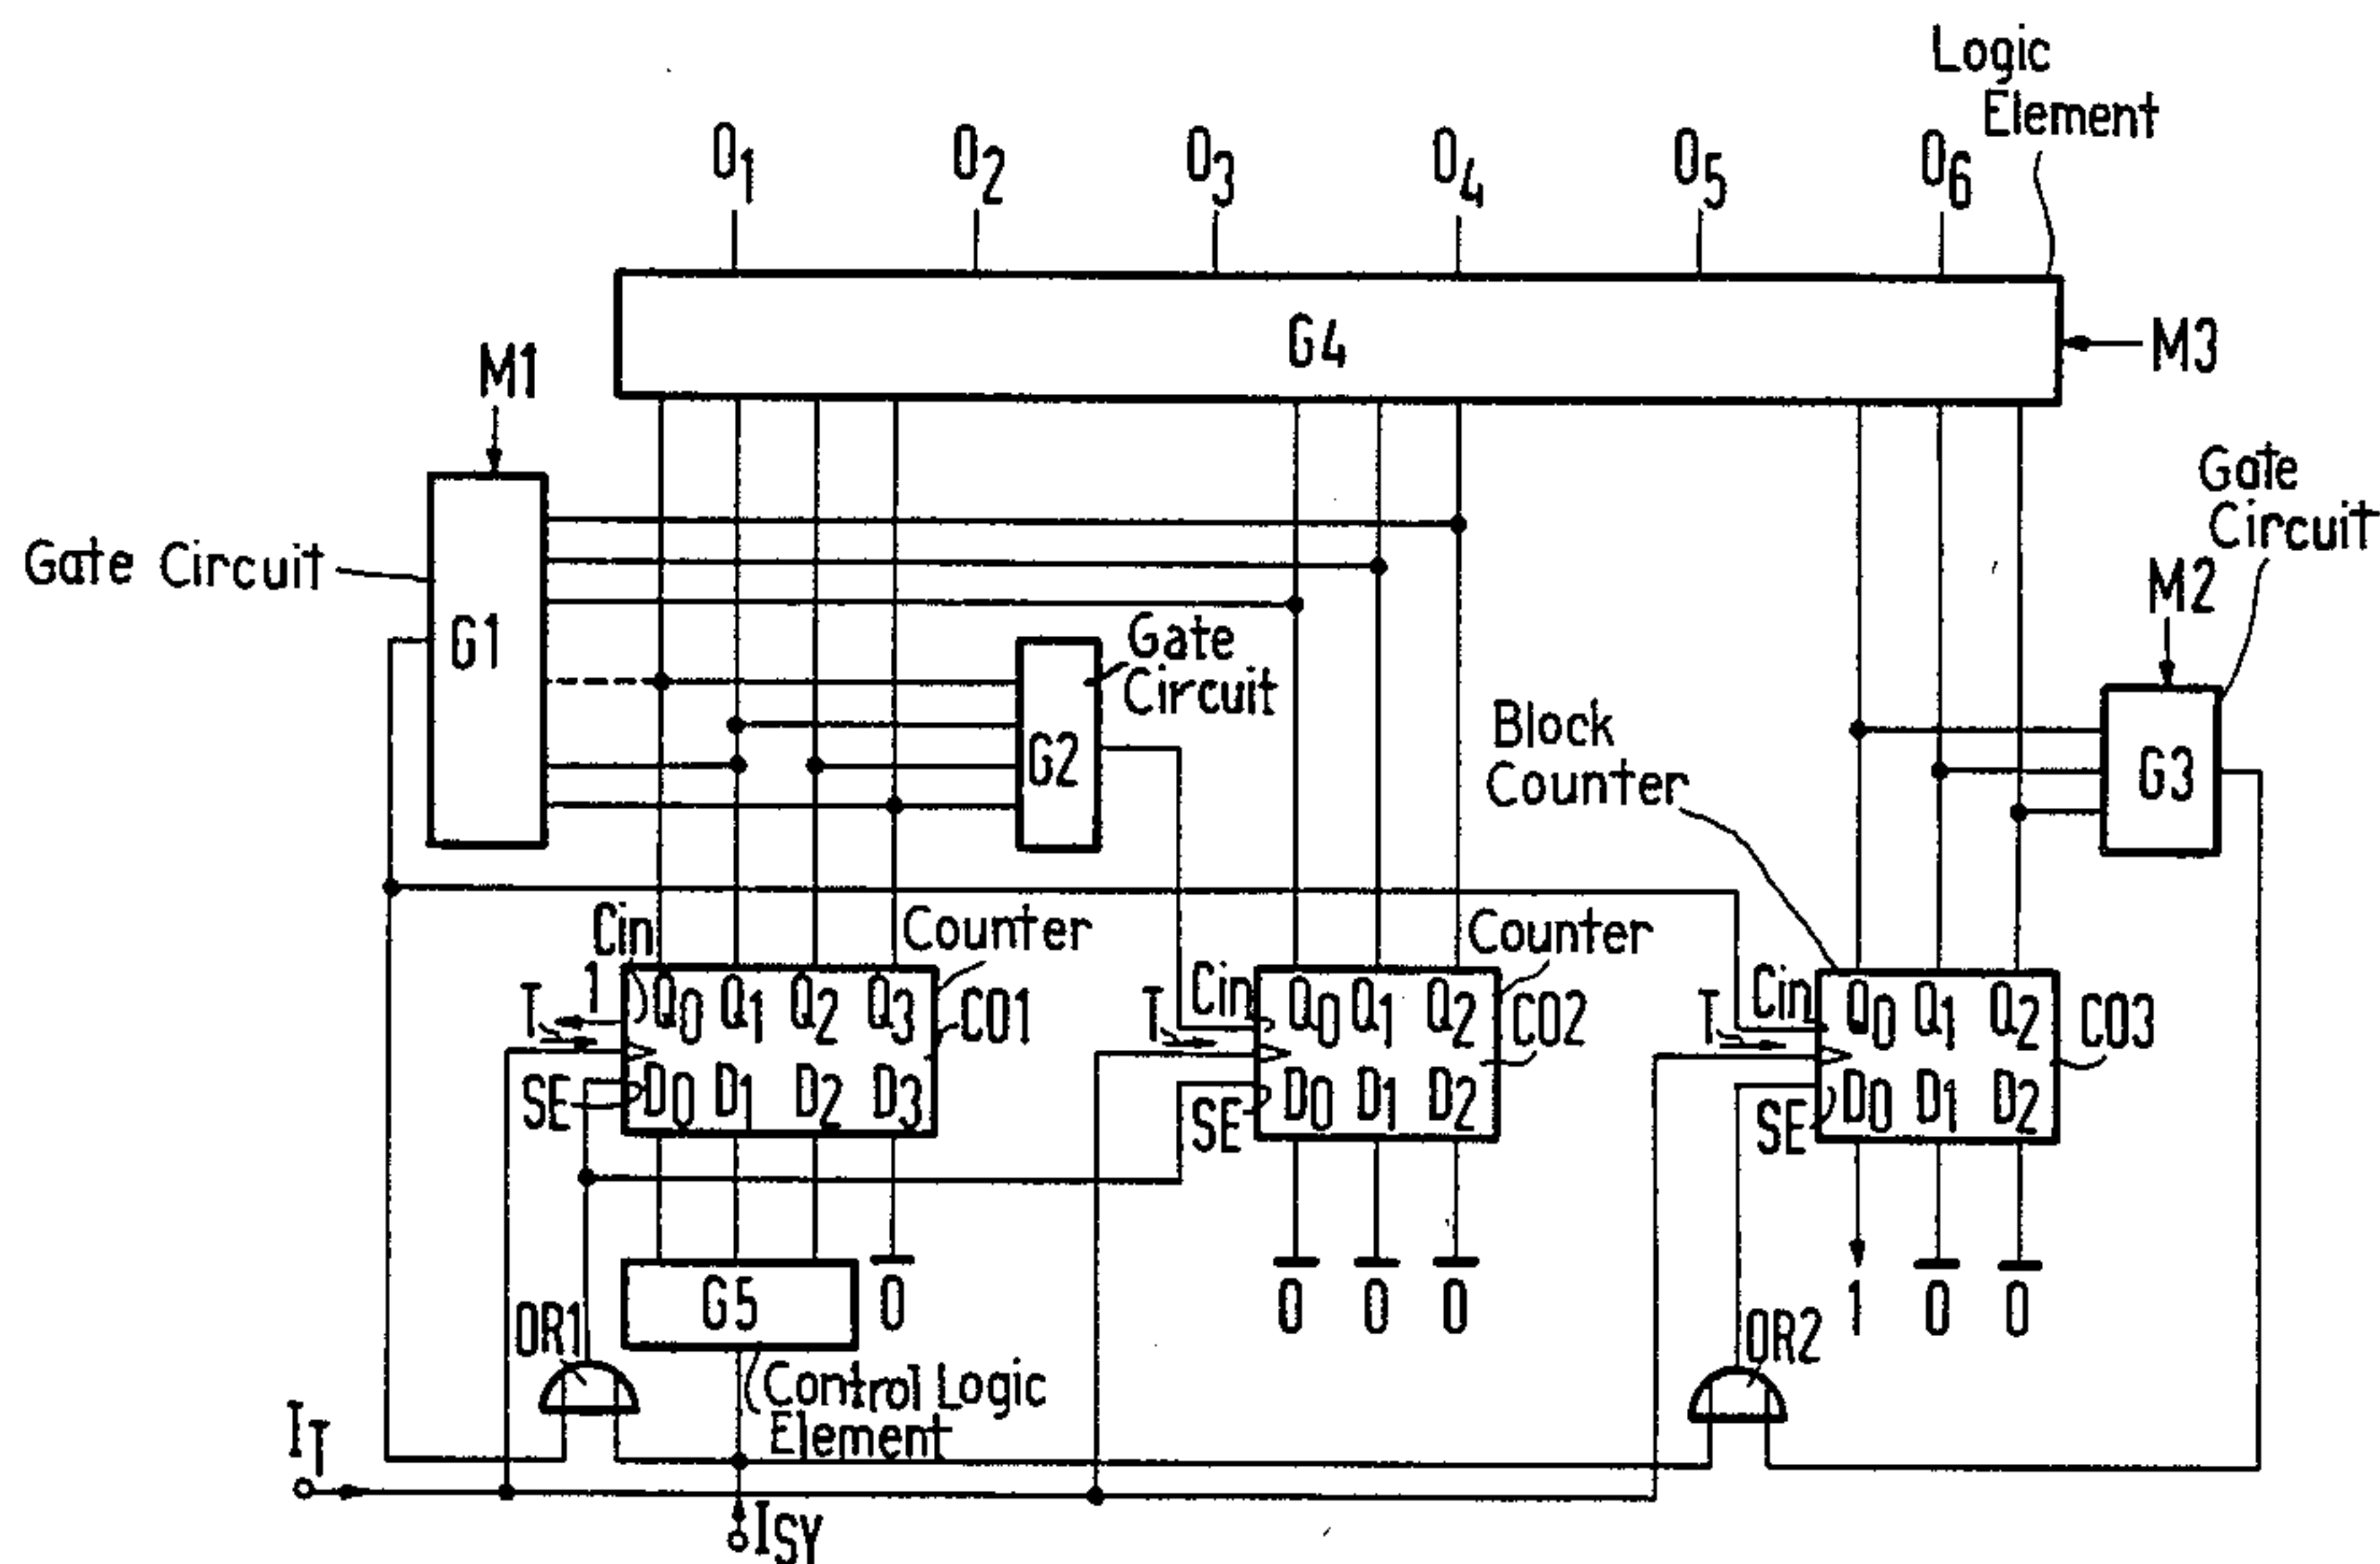 Logic
Element
O1
O2
O3
O4
O5
O6
G4
M3
M1
Gate
Circuit
Gate Circuit
G1
M2
Gate
Circuit
G2
Block
Counter
G3
Cin
1
T
SE
Q0 Q1 Q2 Q3
D0 D1 D2 D3
Counter
CO1
Cin
T
SE
Q0 Q1 Q2
D0 D1 D2
Counter
CO2
Cin
T
SE
Q0 Q1 Q2
D0 D1 D2
CO3
G5
0
0 0 0
1 0 0
OR1
OR2
Control Logic
Element
IT
ISY